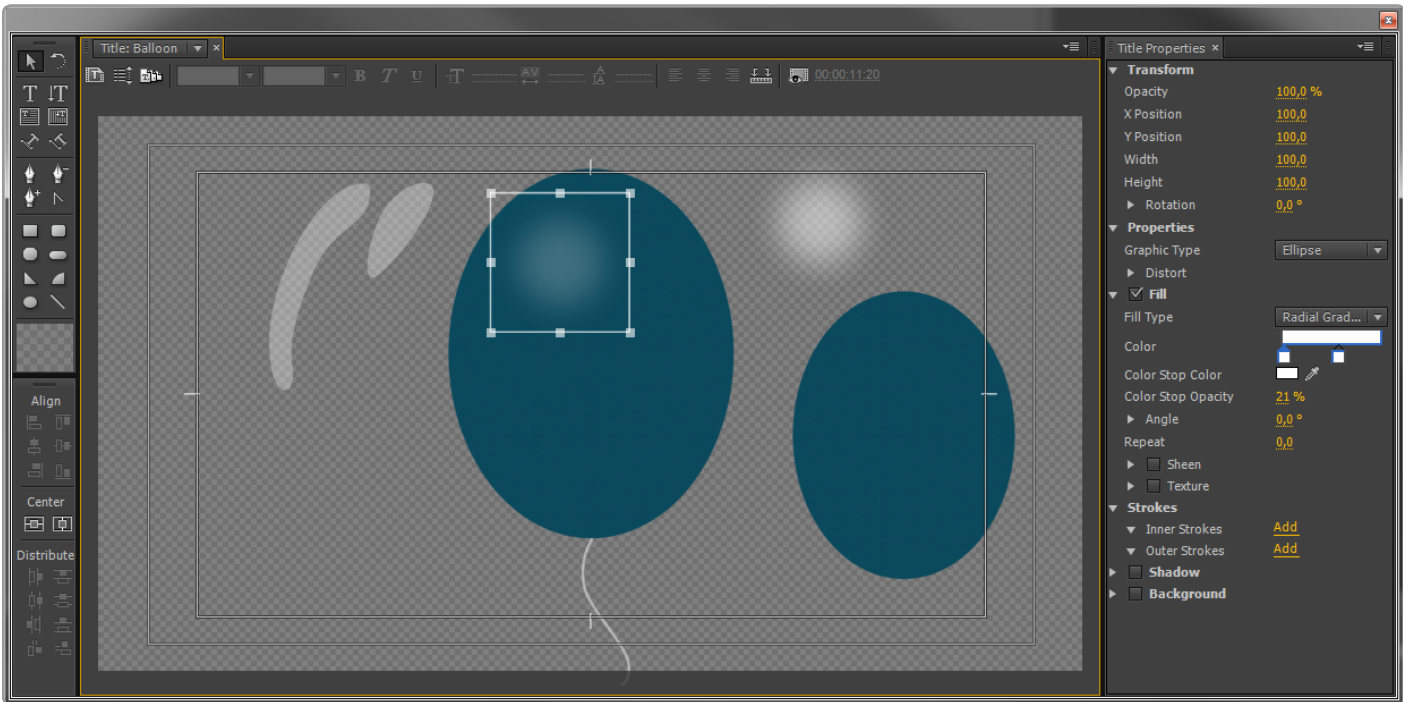 Title: Balloon
B T U
00:00:11:20
Align
Center
Distribute
Title Properties
Transform
Opacity 100,0 %
X Position 100,0
Y Position 100,0
Width 100,0
Height 100,0
Rotation 0,0 °
Properties
Graphic Type Ellipse
Distort
Fill
Fill Type Radial Grad...
Color
Color Stop Color
Color Stop Opacity 21 %
Angle 0,0 °
Repeat 0,0
Sheen
Texture
Strokes
Inner Strokes Add
Outer Strokes Add
Shadow
Background